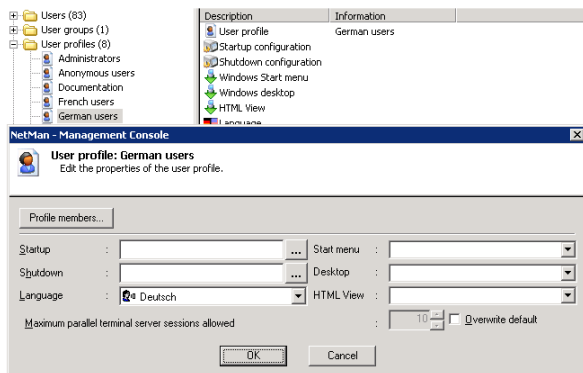 Users (83)
User groups (1)
User profiles (8)
Administrators
Anonymous users
Documentation
French users
German users
Description Information
User profile German users
Startup configuration
Shutdown configuration
Windows Start menu
Windows desktop
HTML View
Language
NetMan - Management Console
User profile: German users
Edit the properties of the user profile.
Profile members...
Startup : ... Start menu :
Shutdown : ... Desktop :
Language : Deutsch HTML View :
Maximum parallel terminal server sessions allowed : 10 Overwrite default
OK Cancel